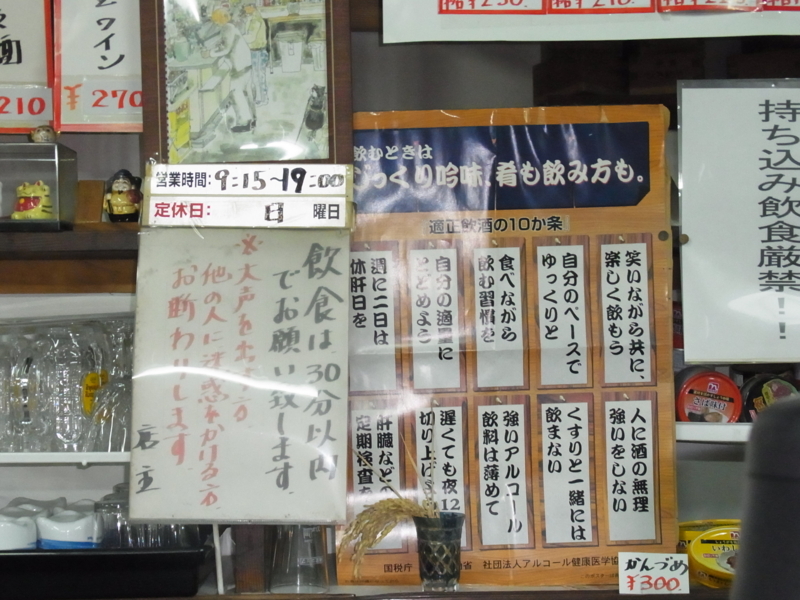 ワイン
210
¥270
営業時間:9:15~19:00
定休日: 日 曜日
飲食は、30分以内
でお願い致します。
※大声を出す方
他の人に迷惑をかける方
お断わりします。
店主
飲むときは
じっくり吟味、肴も飲み方も。
適正飲酒の10か条
笑いながら共に、
楽しく飲もう
自分のペースで
ゆっくりと
食べながら
飲む習慣を
自分の適量に
とどめよう
週に二日は
休肝日を
人に酒の無理
強いをしない
くすりと一緒には
飲まない
強いアルコール
飲料は薄めて
遅くても夜12
切り上げ
肝臓などの
定期検査を
国税庁
省
社団法人アルコール健康医学協
持ち込み飲食厳禁!!
さば味付
かんづめ
¥300.